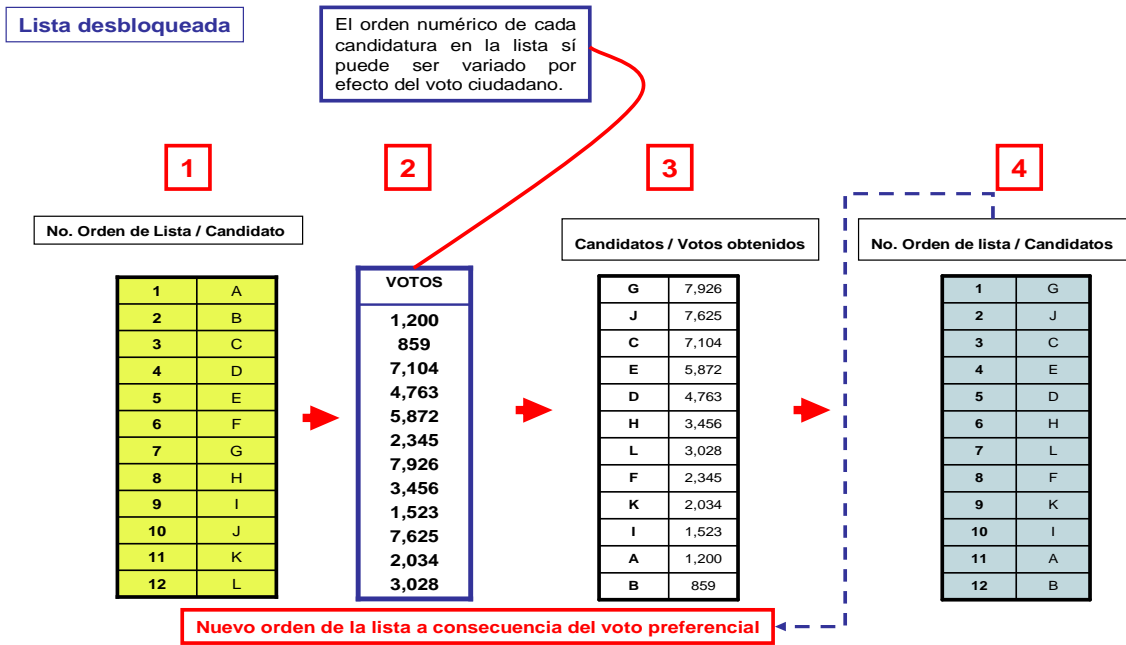 Lista desbloqueada
El orden numérico de cada
candidatura en la lista sí
puede ser variado por
efecto del voto ciudadano.
1
2
3
4
No. Orden de Lista / Candidato
1 A
2 B
3 C
4 D
5 E
6 F
7 G
8 H
9 I
10 J
11 K
12 L
VOTOS
1,200
859
7,104
4,763
5,872
2,345
7,926
3,456
1,523
7,625
2,034
3,028
Candidatos / Votos obtenidos
G 7,926
J 7,625
C 7,104
E 5,872
D 4,763
H 3,456
L 3,028
F 2,345
K 2,034
I 1,523
A 1,200
B 859
No. Orden de lista / Candidatos
1 G
2 J
3 C
4 E
5 D
6 H
7 L
8 F
9 K
10 I
11 A
12 B
Nuevo orden de la lista a consecuencia del voto preferencial